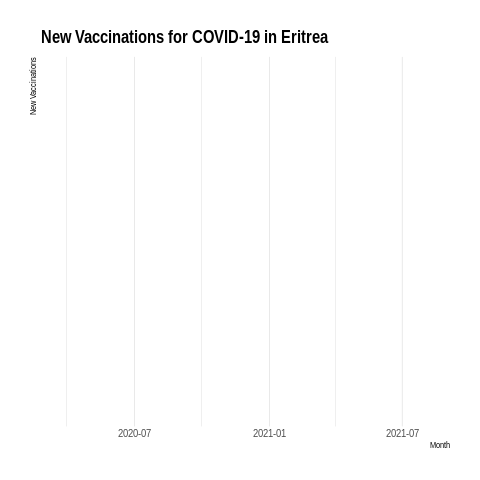 New Vaccinations for COVID-19 in Eritrea
New Vaccinations
2020-07
2021-01
2021-07
Month